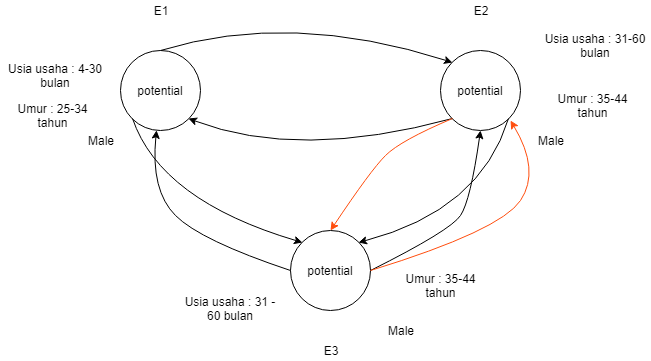 E1
E2
Usia usaha : 31-60
bulan
Usia usaha : 4-30
bulan
potential
potential
Umur : 25-34
tahun
Umur : 35-44
tahun
Male
Male
potential
Umur : 35-44
tahun
Usia usaha : 31 -
60 bulan
Male
E3